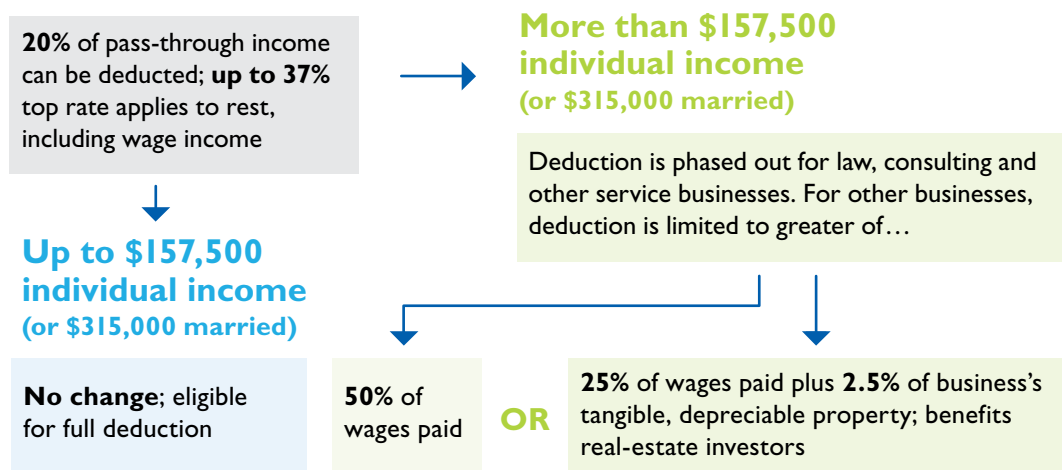 20% of pass-through income
can be deducted; up to 37%
top rate applies to rest,
including wage income
More than $157,500
individual income
(or $315,000 married)
Deduction is phased out for law, consulting and
other service businesses. For other businesses,
deduction is limited to greater of…
Up to $157,500
individual income
(or $315,000 married)
No change; eligible
for full deduction
50% of
wages paid
OR
25% of wages paid plus 2.5% of business’s
tangible, depreciable property; benefits
real-estate investors